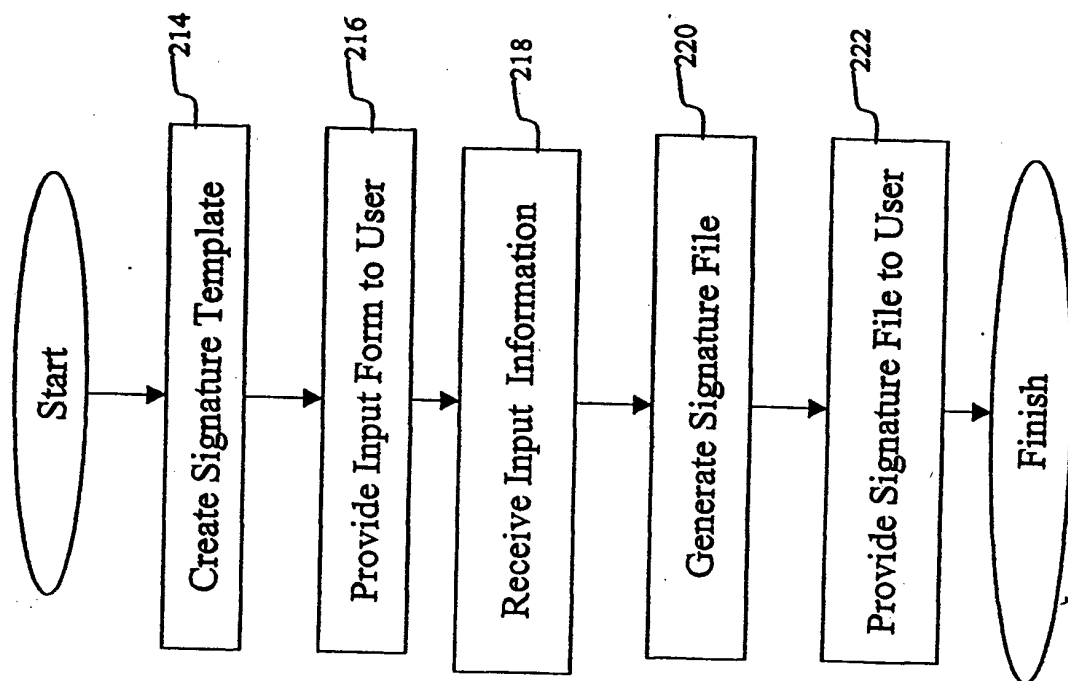 Start
Create Signature Template
214
Provide Input Form to User
216
Receive Input Information
218
Generate Signature File
220
Provide Signature File to User
222
Finish